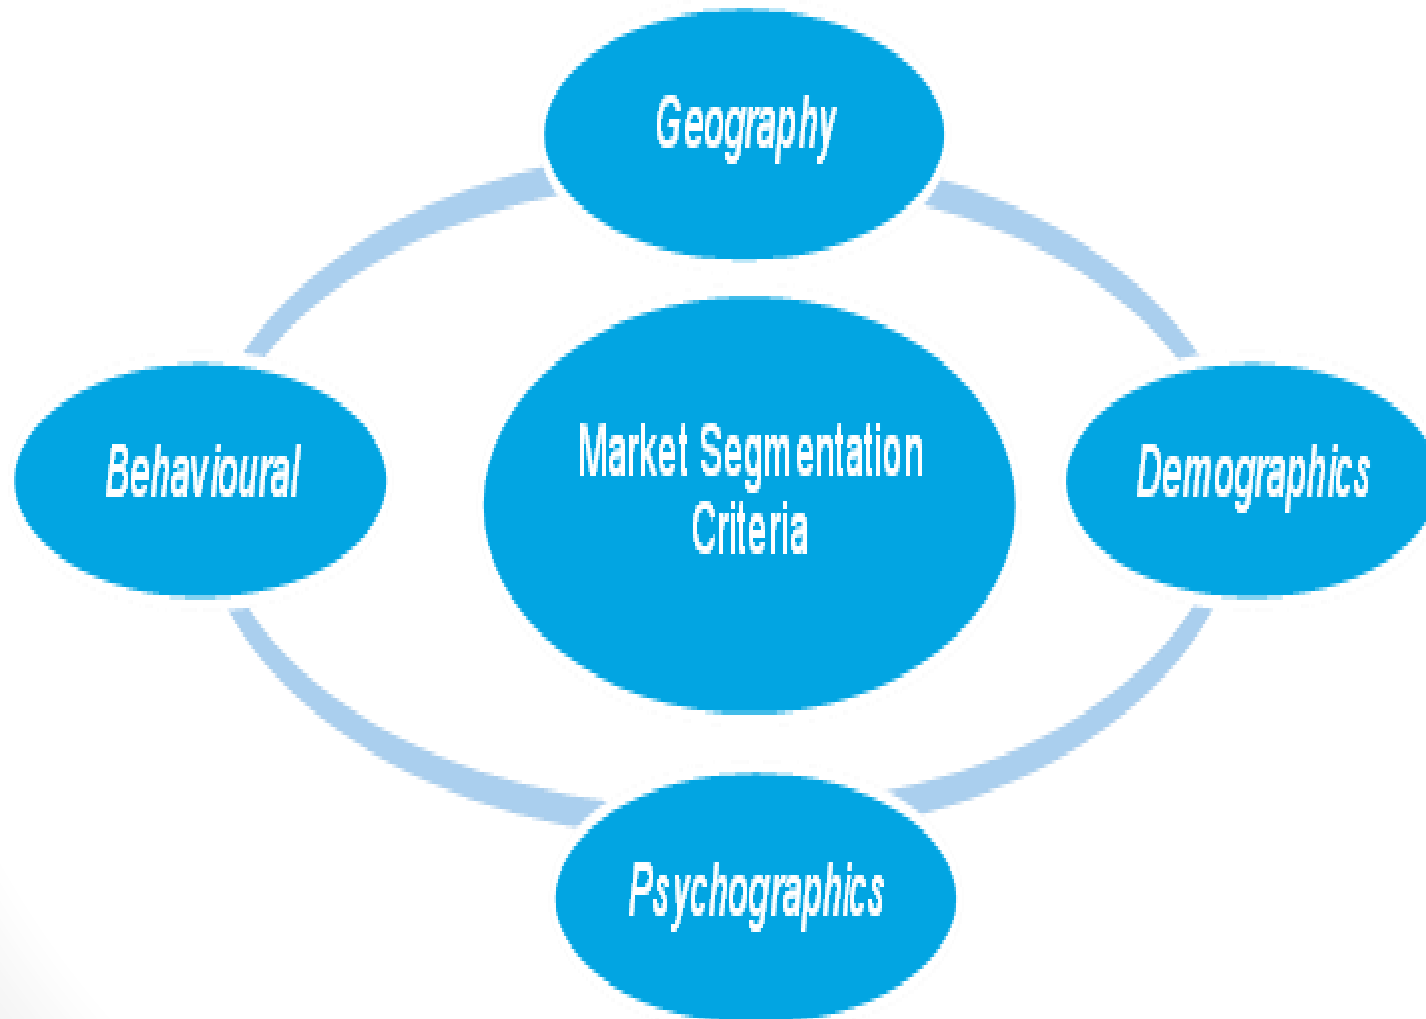 Geography
Behavioural
Market Segmentation
Criteria
Demographics
Psychographics